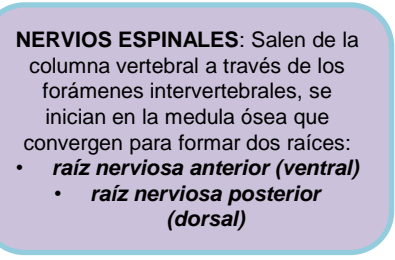 NERVIOS ESPINALES: Salen de la
columna vertebral a través de los
forámenes intervertebrales, se
inician en la medula ósea que
convergen para formar dos raíces:
• raíz nerviosa anterior (ventral)
• raíz nerviosa posterior
(dorsal)